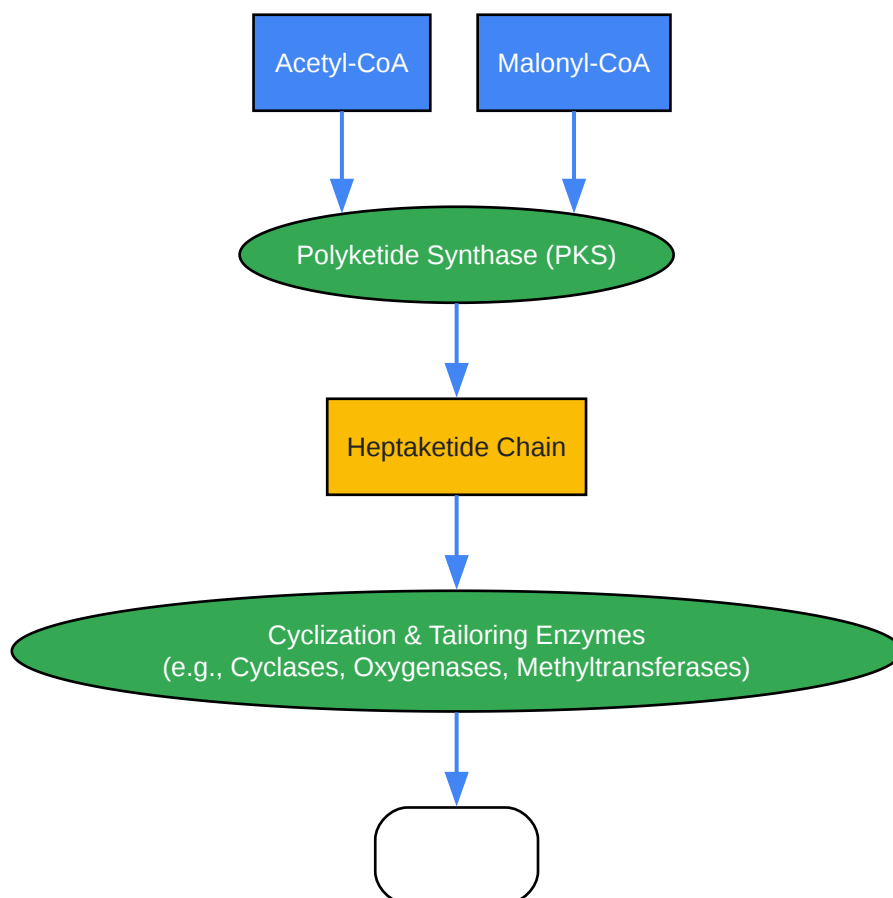 Acetyl-CoA
Malonyl-CoA
Polyketide Synthase (PKS)
Heptaketide Chain
Cyclization & Tailoring Enzymes
(e.g., Cyclases, Oxygenases, Methyltransferases)